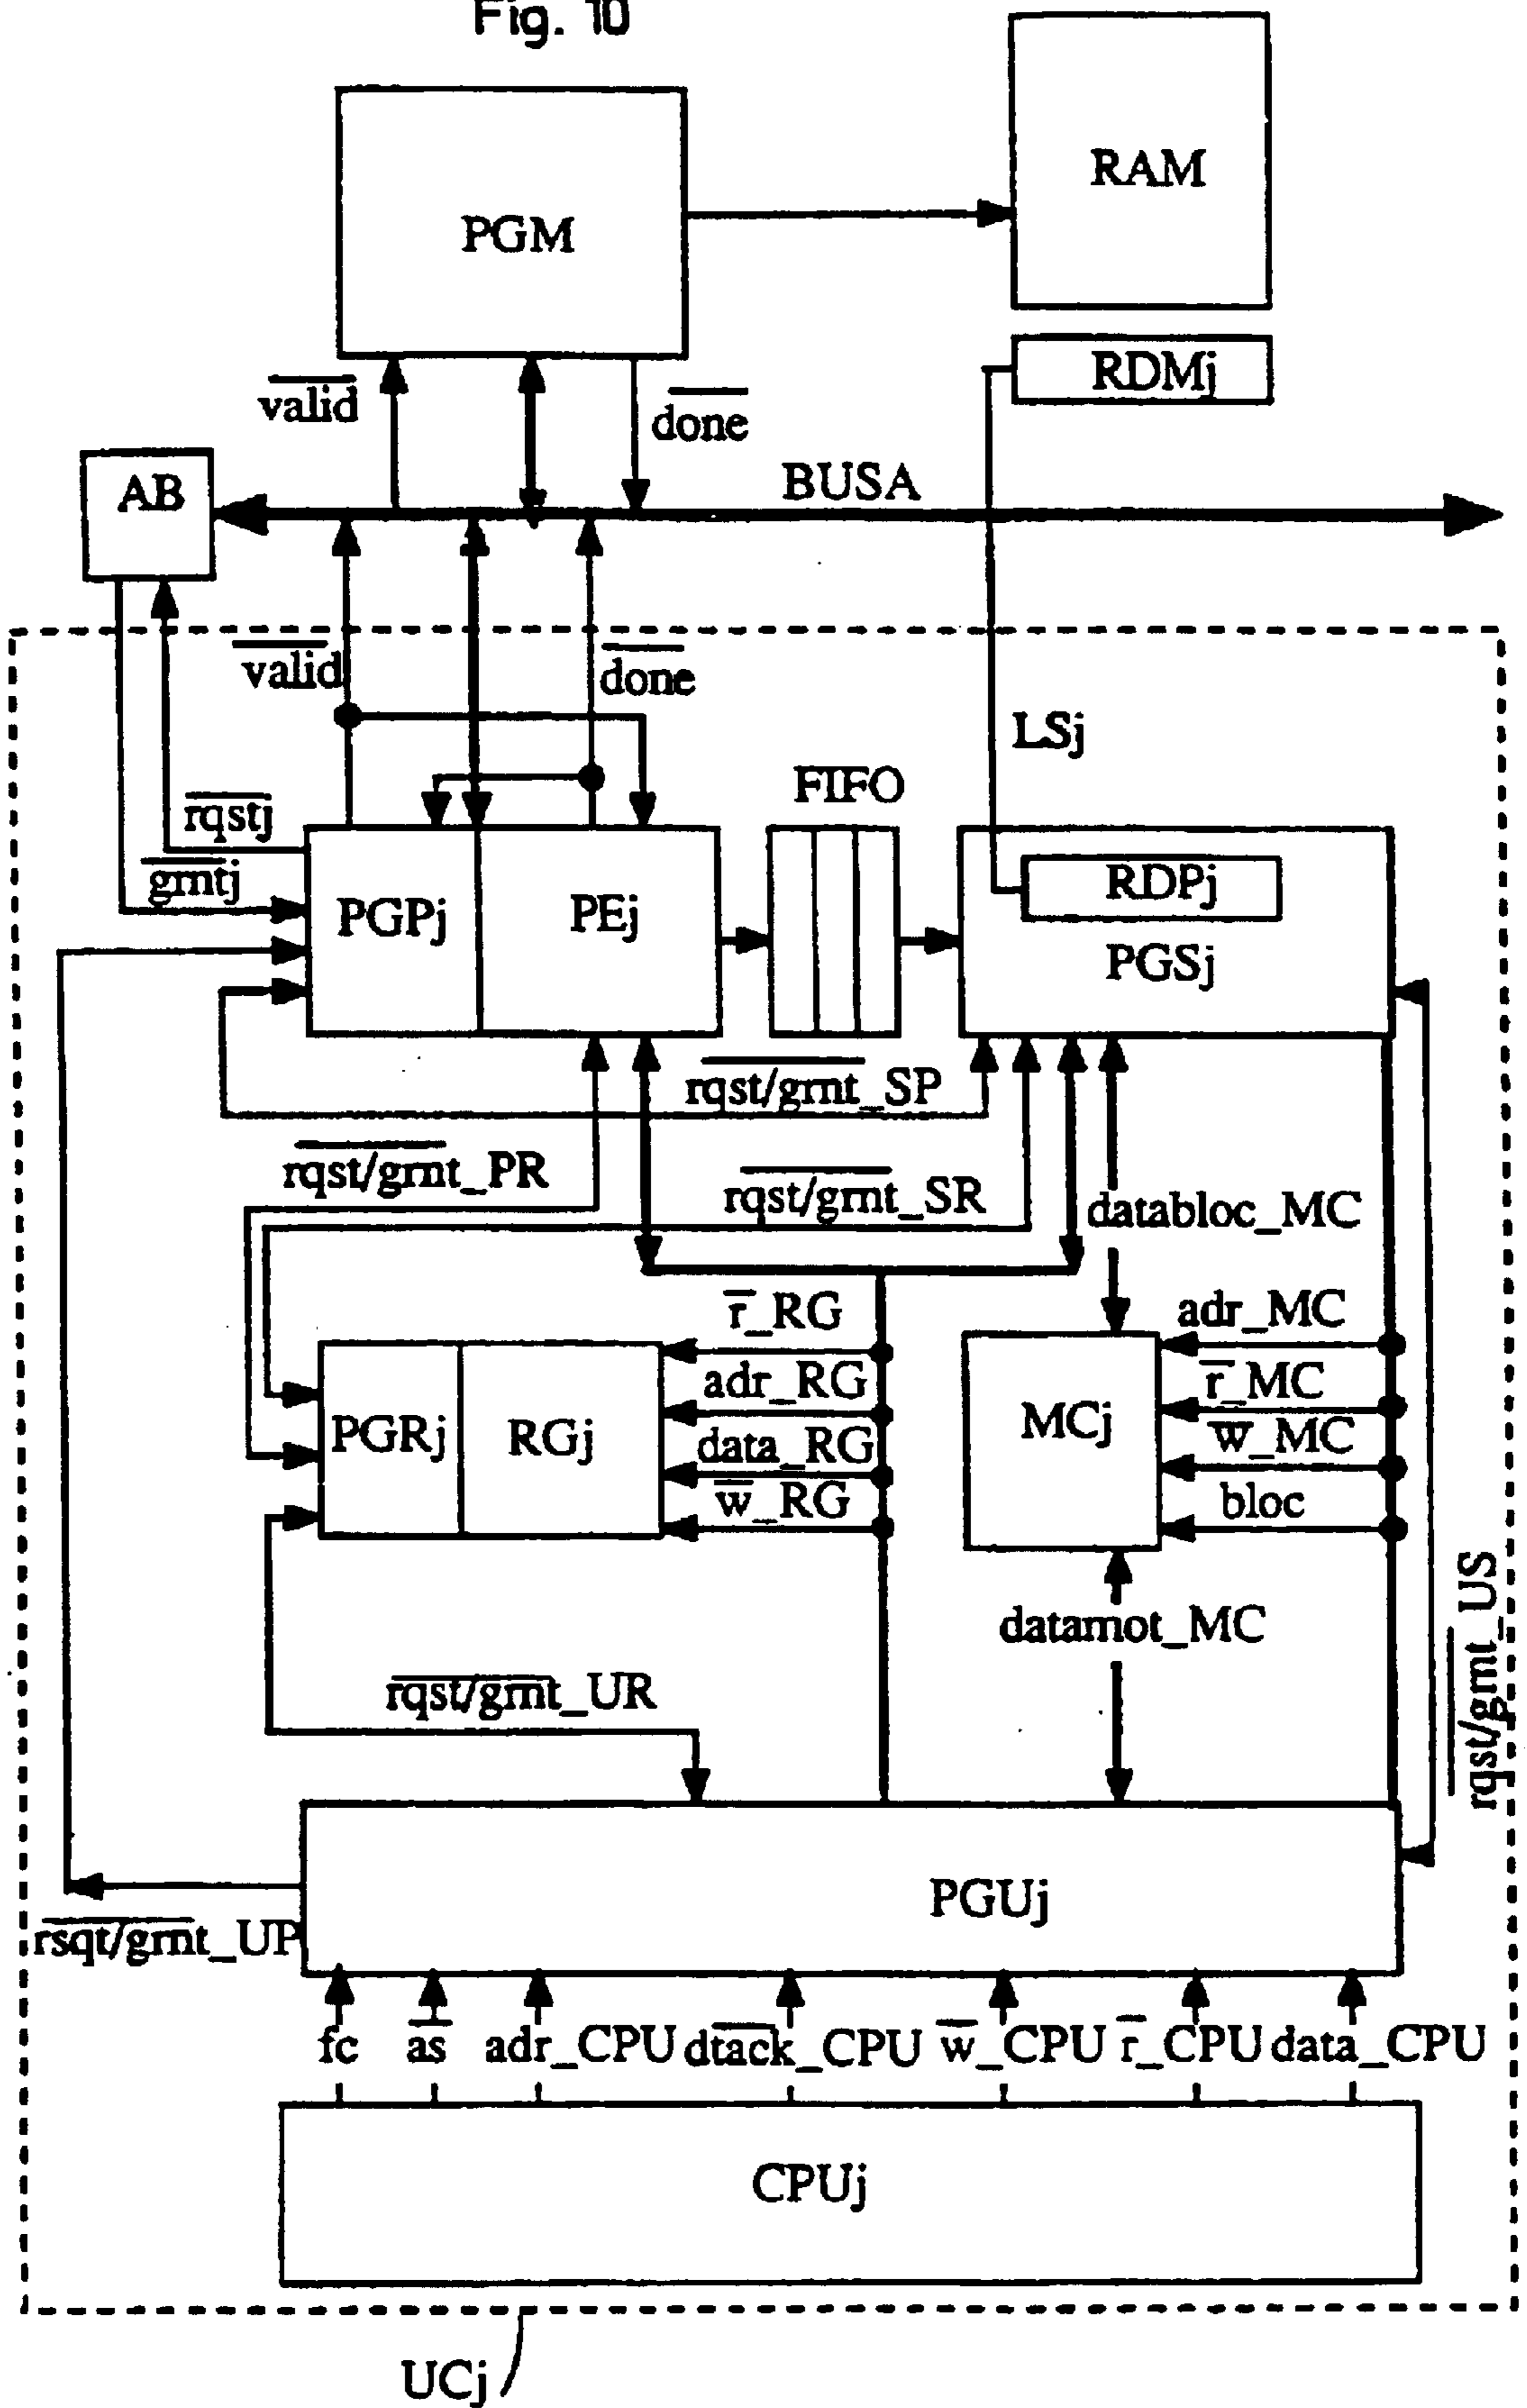 Fig. 10
RAM
PGM
RDMj
valid
done
AB
BUSA
valid
done
LSj
FIFO
rqstj
grntj
RDPj
PGPj
PEj
PGSj
rqst/grnt_SP
rqst/grnt_PR
rqst/grnt_SR
databloc_MC
r_RG
adr_MC
adr_RG
r_MC
PGRj
RGj
MCj
data_RG
w_MC
w_RG
bloc
datamot_MC
rqst/grnt_US
rqst/grnt_UR
PGUj
rsqt/grnt_UP
fc as adr_CPU dtack_CPU w_CPU r_CPU data_CPU
CPUj
UCj